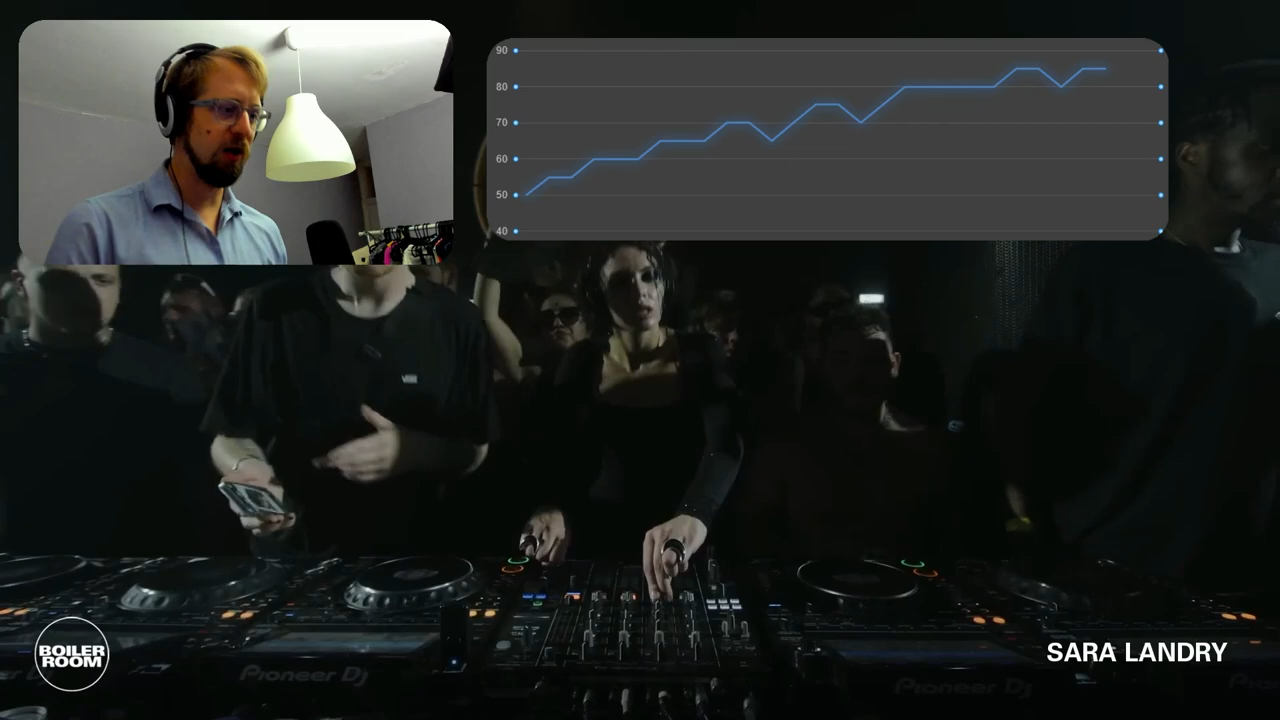 90
80
70
60
50
40
VANS
Pioneer Dj
Pioneer Dj
BOILER
ROOM
SARA LANDRY